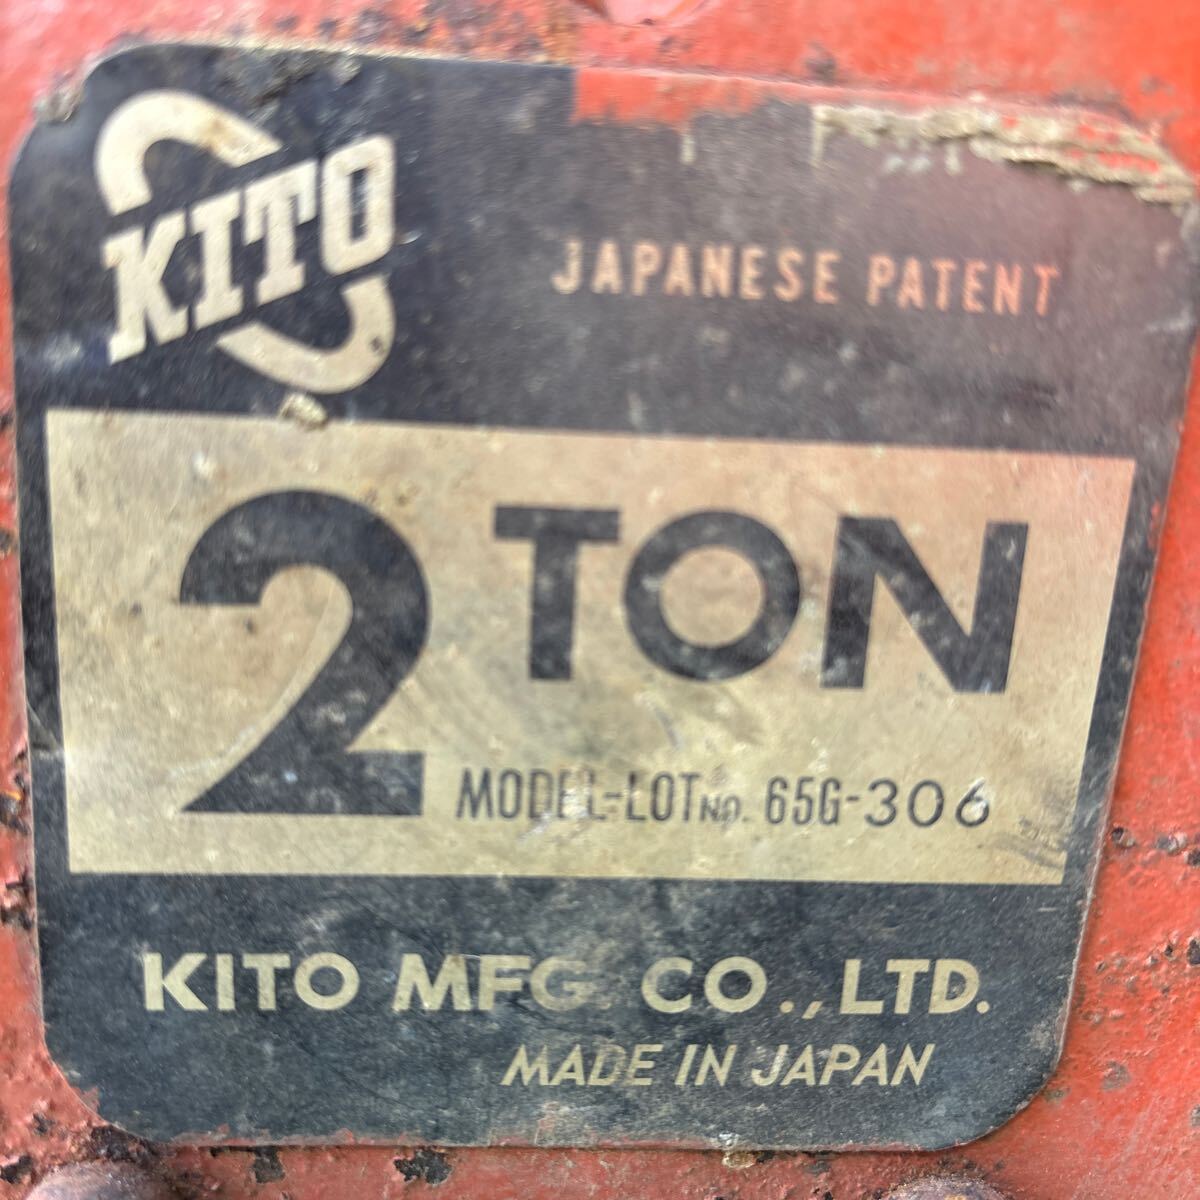 KITO
JAPANESE PATENT
2 TON
MODEL-LOT NO. 65G-306
KITO MFG. CO., LTD.
MADE IN JAPAN